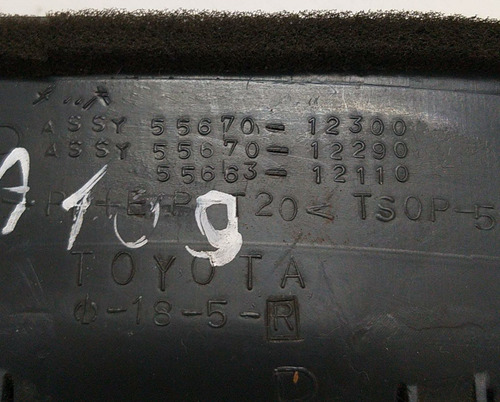 ASSY 55670-12300
ASSY 55670-12290
55663-12110
T20< TSOP-5
TOYOTA
-18-5-R